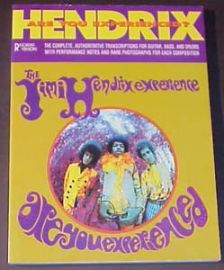 HENDRIX
ARE YOU EXPERIENCED?
THE COMPLETE, AUTHORITATIVE TRANSCRIPTIONS FOR GUITAR, BASS, AND DRUMS
WITH PERFORMANCE NOTES AND RARE PHOTOGRAPHS FOR EACH COMPOSITION
THE
Jimi Hendrix experience
are you experienced